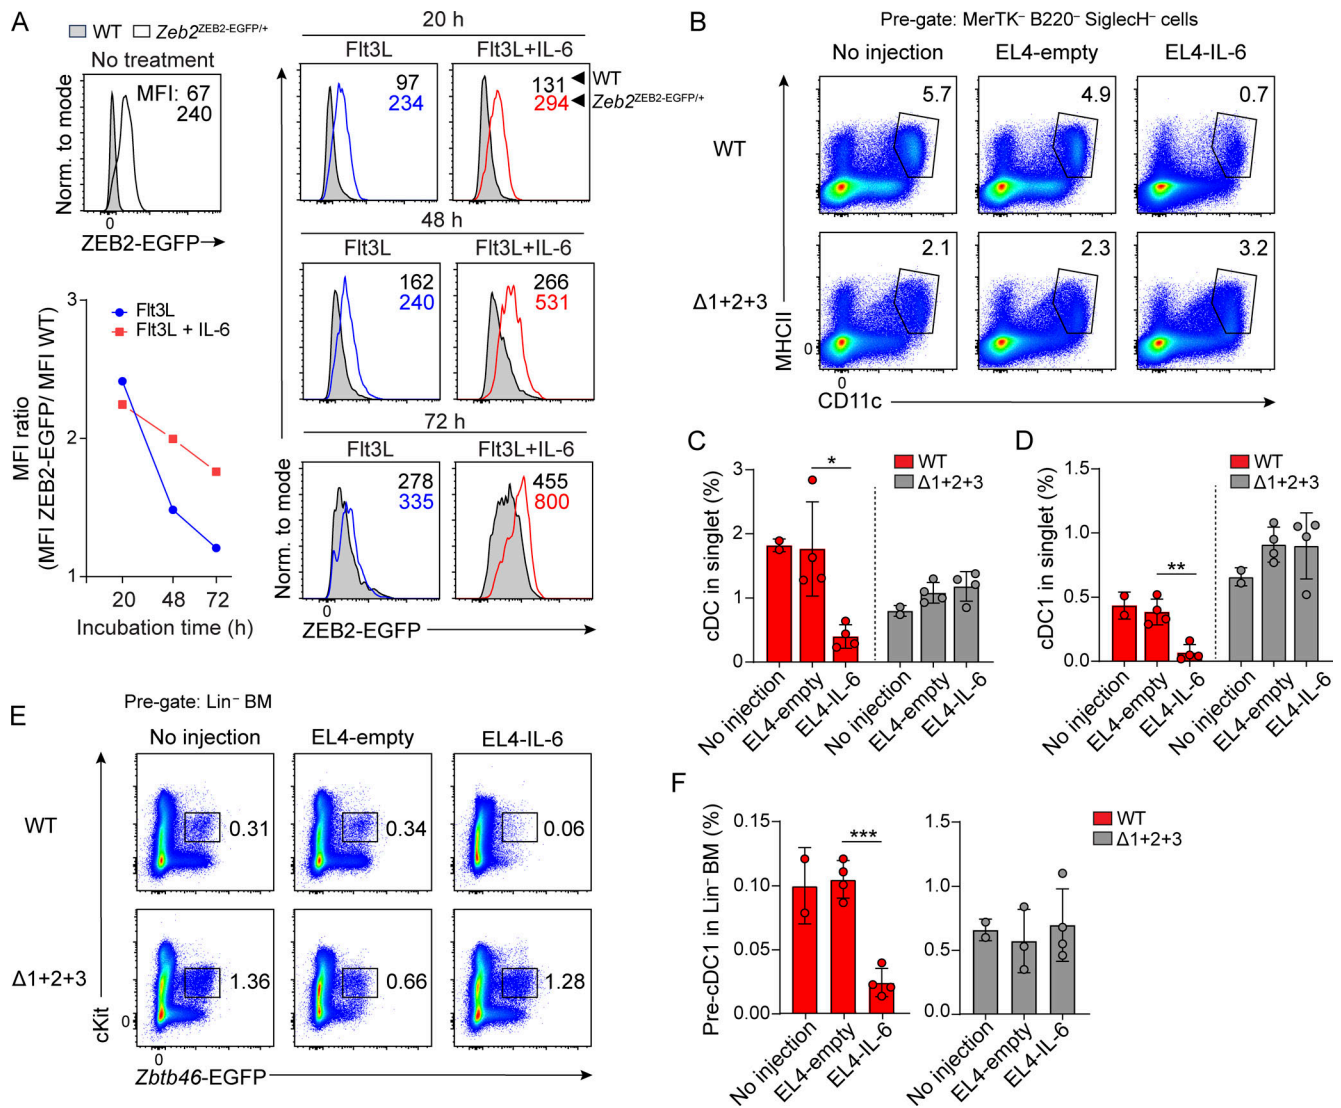 A
WT Zeb2ZEB2-EGFP/+
No treatment
MFI: 67
240
Norm. to mode
0
ZEB2-EGFP
20 h
Flt3L
Flt3L+IL-6
97
234
131
294
WT
Zeb2ZEB2-EGFP/+
48 h
Flt3L
Flt3L+IL-6
162
240
266
531
72 h
Flt3L
Flt3L+IL-6
278
335
455
800
Norm. to mode
0
ZEB2-EGFP
3
2
1
Flt3L
Flt3L + IL-6
MFI ratio
(MFI ZEB2-EGFP/ MFI WT)
20 48 72
Incubation time (h)
B
Pre-gate: MerTK– B220– SiglecH– cells
No injection
EL4-empty
EL4-IL-6
WT
5.7
4.9
0.7
Δ1+2+3
2.1
2.3
3.2
MHCII
0
0
CD11c
C
3
2
1
0
cDC in singlet (%)
*
WT
Δ1+2+3
No injection
EL4-empty
EL4-IL-6
No injection
EL4-empty
EL4-IL-6
D
1.5
1.0
0.5
0.0
cDC1 in singlet (%)
**
WT
Δ1+2+3
No injection
EL4-empty
EL4-IL-6
No injection
EL4-empty
EL4-IL-6
E
Pre-gate: Lin– BM
No injection
EL4-empty
EL4-IL-6
WT
0.31
0.34
0.06
Δ1+2+3
1.36
0.66
1.28
cKit
0
0
Zbtb46-EGFP
F
0.15
0.10
0.05
0.00
Pre-cDC1 in Lin– BM (%)
***
No injection
EL4-empty
EL4-IL-6
1.5
1.0
0.5
0.0
No injection
EL4-empty
EL4-IL-6
WT
Δ1+2+3